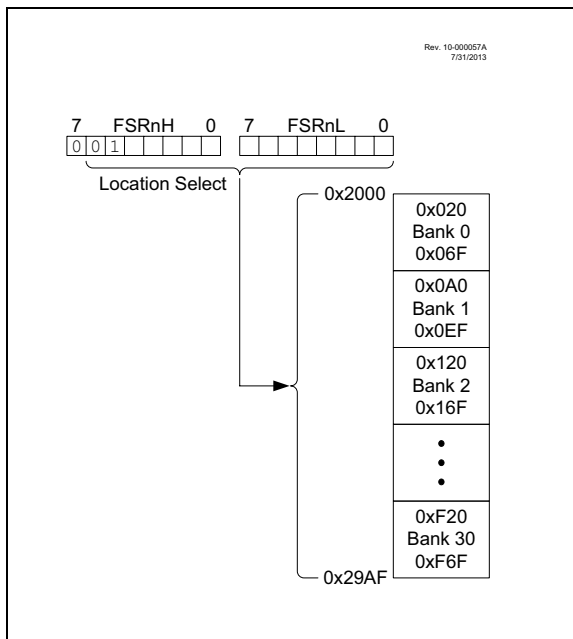 Rev. 10-000057A
7/31/2013
7 FSRnH 0 7 FSRnL 0
0 0 1
Location Select
0x2000
0x020
Bank 0
0x06F
0x0A0
Bank 1
0x0EF
0x120
Bank 2
0x16F
0xF20
Bank 30
0xF6F
0x29AF